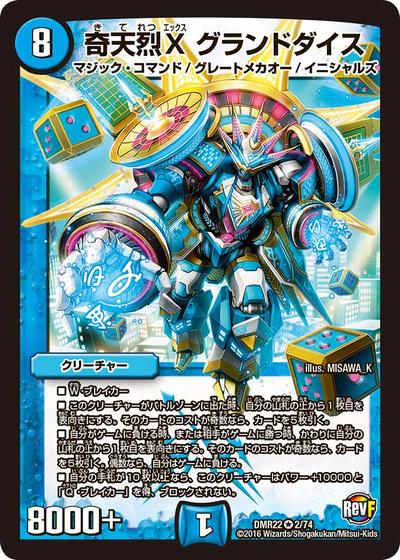 8
奇天烈X グランドダイス
きてれつ エックス
マジック・コマンド / グレートメカオー / イニシャルズ
illus. MISAWA_K
クリーチャー
■ W・ブレイカー
■ このクリーチャーがバトルゾーンに出た時、自分の山札の上から1枚目を
表向きにする。そのカードのコストが奇数なら、カードを5枚引く。
■ 自分がゲームに負ける時、または相手がゲームに勝つ時、かわりに自分の
山札の上から1枚目を表向きにする。そのカードのコストが奇数なら、カード
を5枚引く。偶数なら、自分はゲームに負ける。
■ 自分の手札が10枚以上なら、このクリーチャーはパワー+10000と
「Q・ブレイカー」を得、ブロックされない。
8000+
1
DMR22 2/74
©2016 Wizards/Shogakukan/Mitsui-Kids
RevF